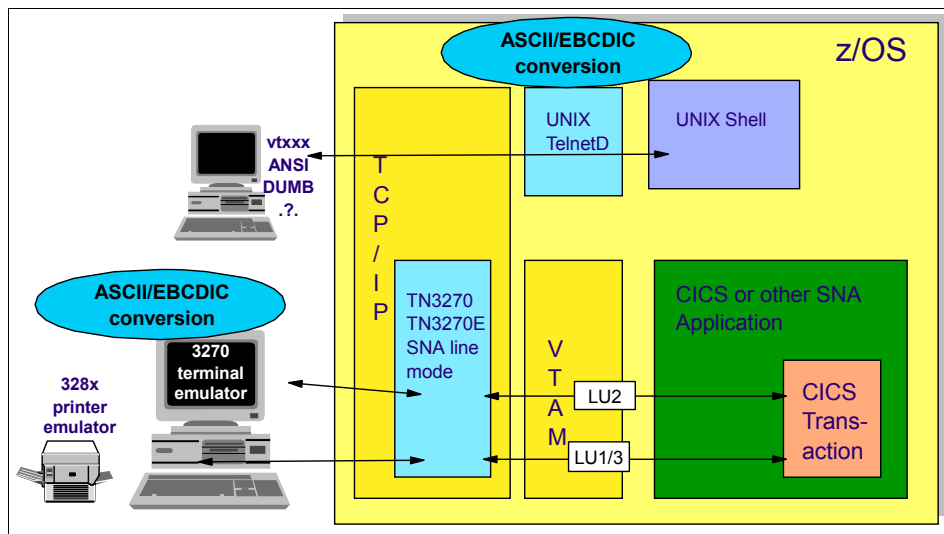 ASCII/EBCDIC
conversion
z/OS
UNIX
TelnetD
UNIX Shell
vtxxx
ANSI
DUMB
.?.
T
C
P
/
I
P
ASCII/EBCDIC
conversion
TN3270
TN3270E
SNA line
mode
V
T
A
M
CICS or other SNA
Application
3270
terminal
emulator
328x
printer
emulator
LU2
LU1/3
CICS
Trans-
action